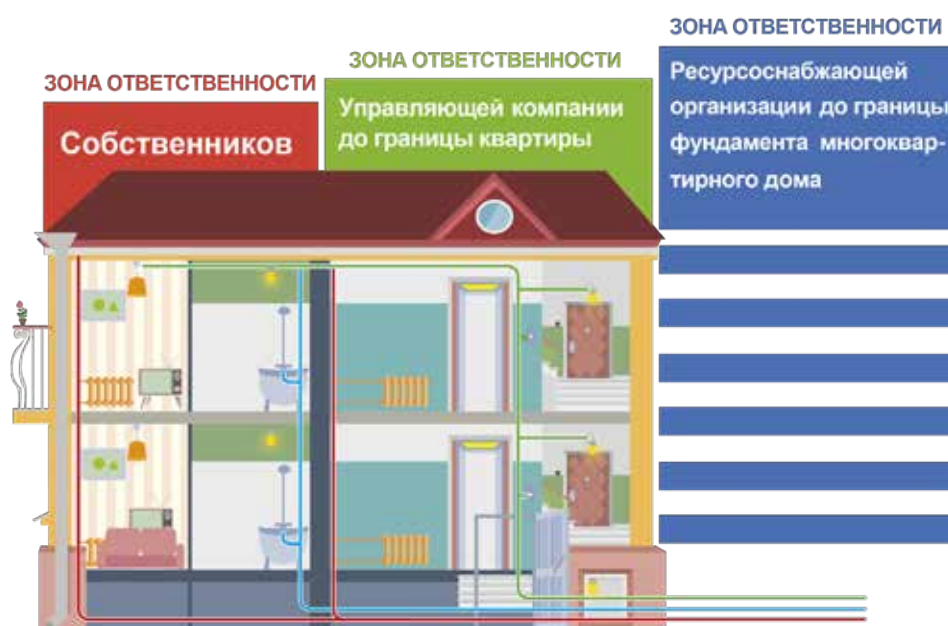 ЗОНА ОТВЕТСТВЕННОСТИ
Собственников
ЗОНА ОТВЕТСТВЕННОСТИ
Управляющей компании
до границы квартиры
ЗОНА ОТВЕТСТВЕННОСТИ
Ресурсоснабжающей
организации до границы
фундамента многоквар-
тирного дома